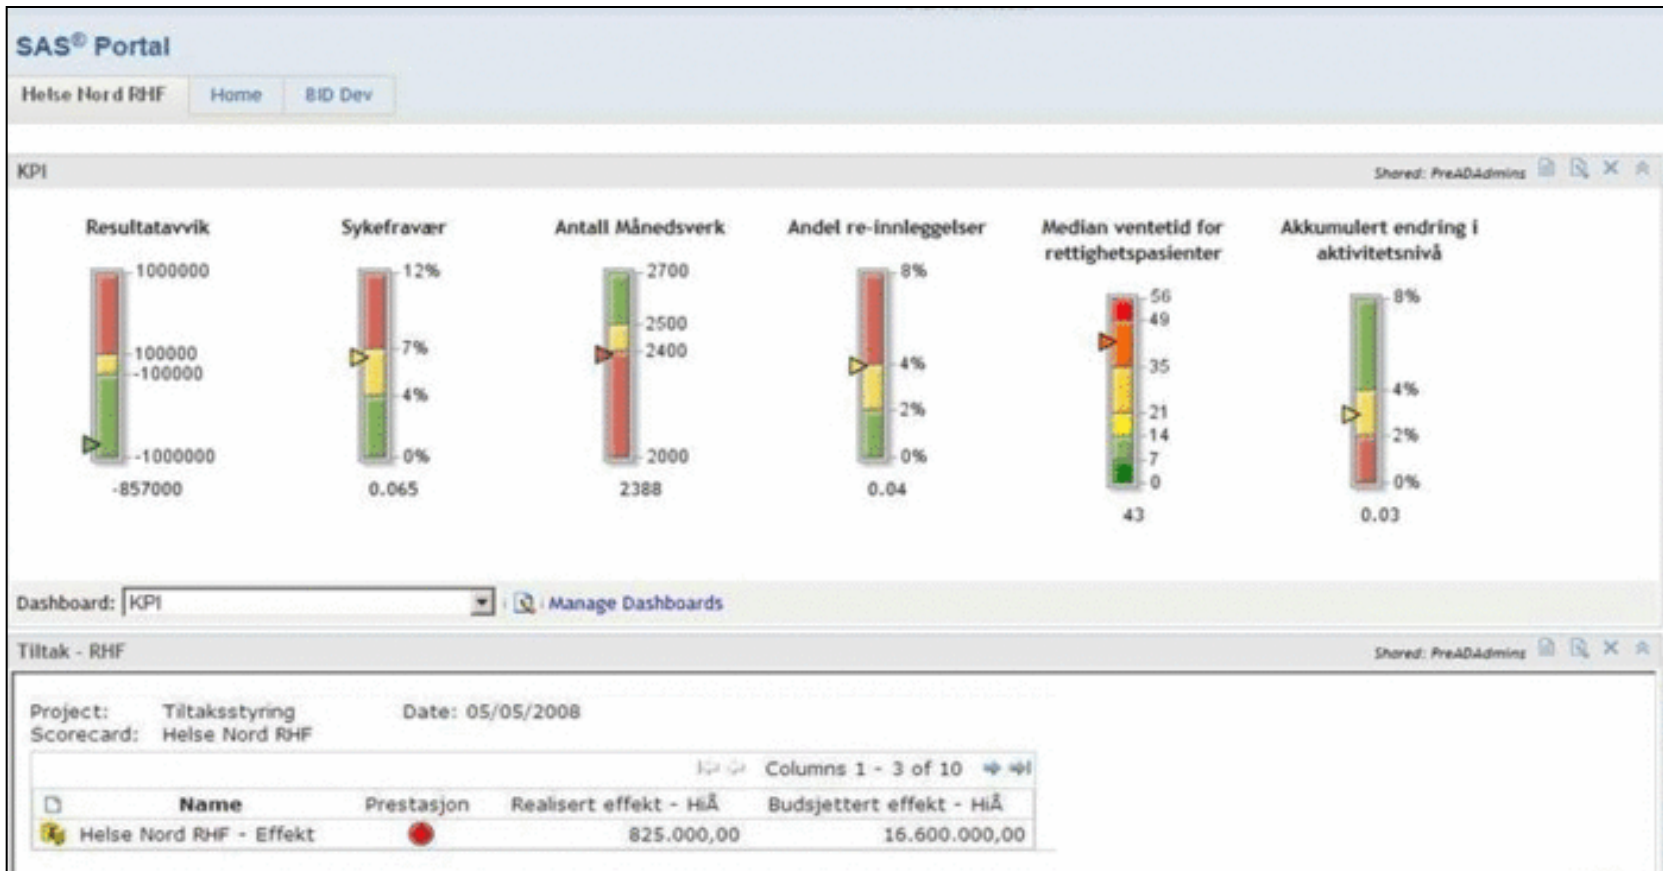 SAS® Portal
Helse Nord RHF Home BID Dev
KPI Shared: PreADAdmins
Resultatavvik
1000000
100000
-100000
-1000000
-857000
Sykefravær
12%
7%
4%
0%
0.065
Antall Månedsverk
2700
2500
2400
2000
2388
Andel re-innleggelser
8%
4%
2%
0%
0.04
Median ventetid for
rettighetspasienter
56
49
35
21
14
7
0
43
Akkumulert endring i
aktivitetsnivå
8%
4%
2%
0%
0.03
Dashboard: KPI Manage Dashboards
Tiltak - RHF Shared: PreADAdmins
Project: Tiltaksstyring Date: 05/05/2008
Scorecard: Helse Nord RHF
Columns 1 - 3 of 10
Name Prestasjon Realisert effekt - HiÅ Budsjettert effekt - HiÅ
Helse Nord RHF - Effekt 825.000,00 16.600.000,00